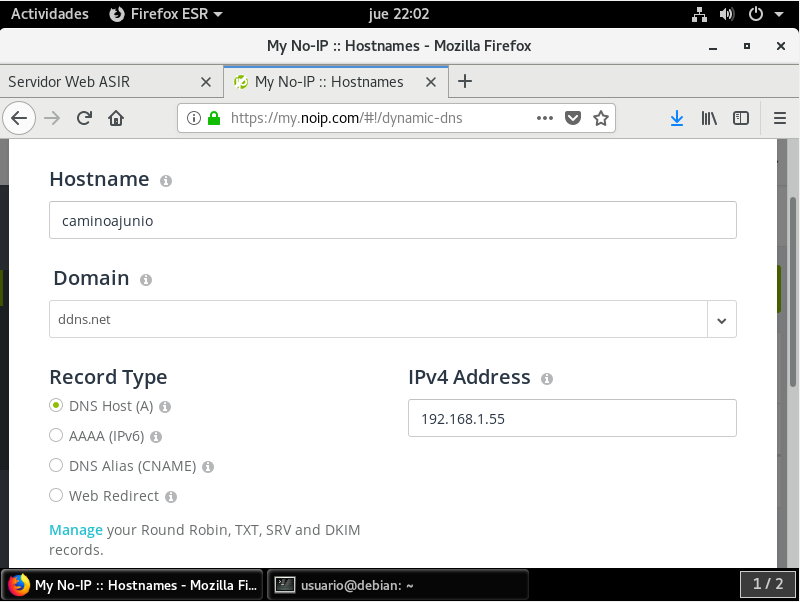 Actividades Firefox ESR jue 22:02
My No-IP :: Hostnames - Mozilla Firefox
Servidor Web ASIR My No-IP :: Hostnames
https://my.noip.com/#!/dynamic-dns
Hostname
caminoajunio
Domain
ddns.net
Record Type IPv4 Address
DNS Host (A) 192.168.1.55
AAAA (IPv6)
DNS Alias (CNAME)
Web Redirect
Manage your Round Robin, TXT, SRV and DKIM
records.
My No-IP :: Hostnames - Mozilla Fi... usuario@debian: ~ 1 / 2